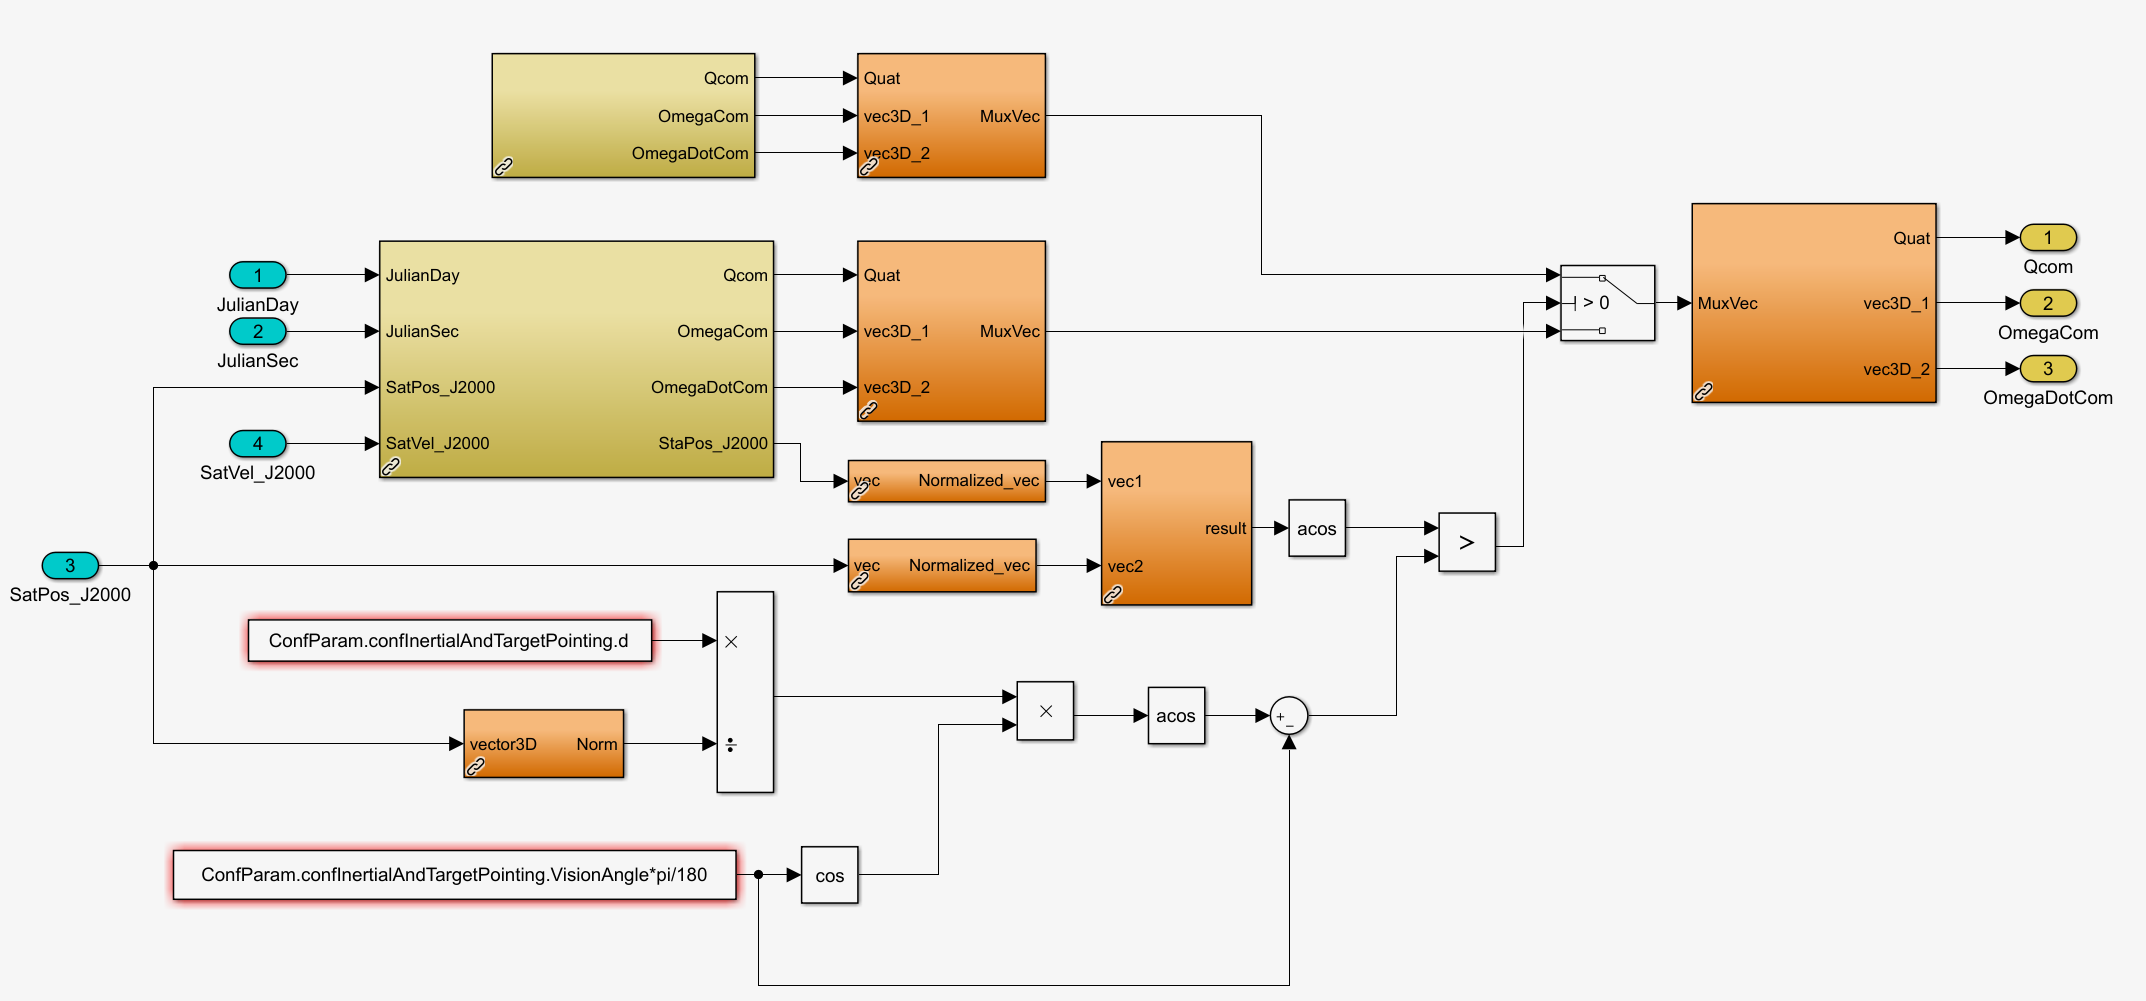 Qcom
OmegaCom
OmegaDotCom
Quat
vec3D_1
vec3D_2
MuxVec
1
JulianDay
2
JulianSec
4
SatVel_J2000
3
SatPos_J2000
JulianDay
JulianSec
SatPos_J2000
SatVel_J2000
Qcom
OmegaCom
OmegaDotCom
StaPos_J2000
Quat
vec3D_1
vec3D_2
MuxVec
> 0
MuxVec
Quat
vec3D_1
vec3D_2
1
Qcom
2
OmegaCom
3
OmegaDotCom
vec Normalized_vec
vec Normalized_vec
vec1
vec2
result
acos
>
ConfParam.confInertialAndTargetPointing.d
×
÷
vector3D Norm
×
acos
+
−
ConfParam.confInertialAndTargetPointing.VisionAngle*pi/180
cos